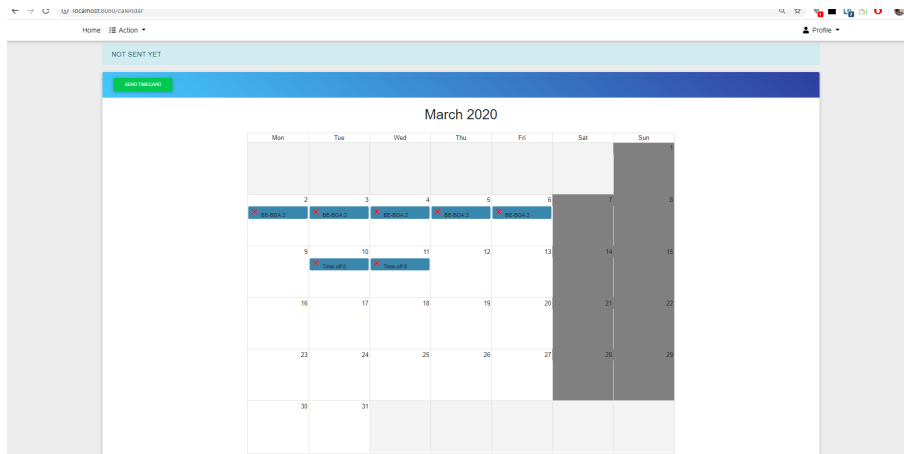 localhost:8080/calendar
Home Action Profile
NOT SENT YET
SEND TIMECARD
March 2020
Mon Tue Wed Thu Fri Sat Sun
1
2 3 4 5 6 7 8
BE-BOA:2 BE-BOA:2 BE-BOA:2 BE-BOA:2 BE-BOA:2
9 10 11 12 13 14 15
Time-off:6 Time-off:5
16 17 18 19 20 21 22
23 24 25 26 27 28 29
30 31